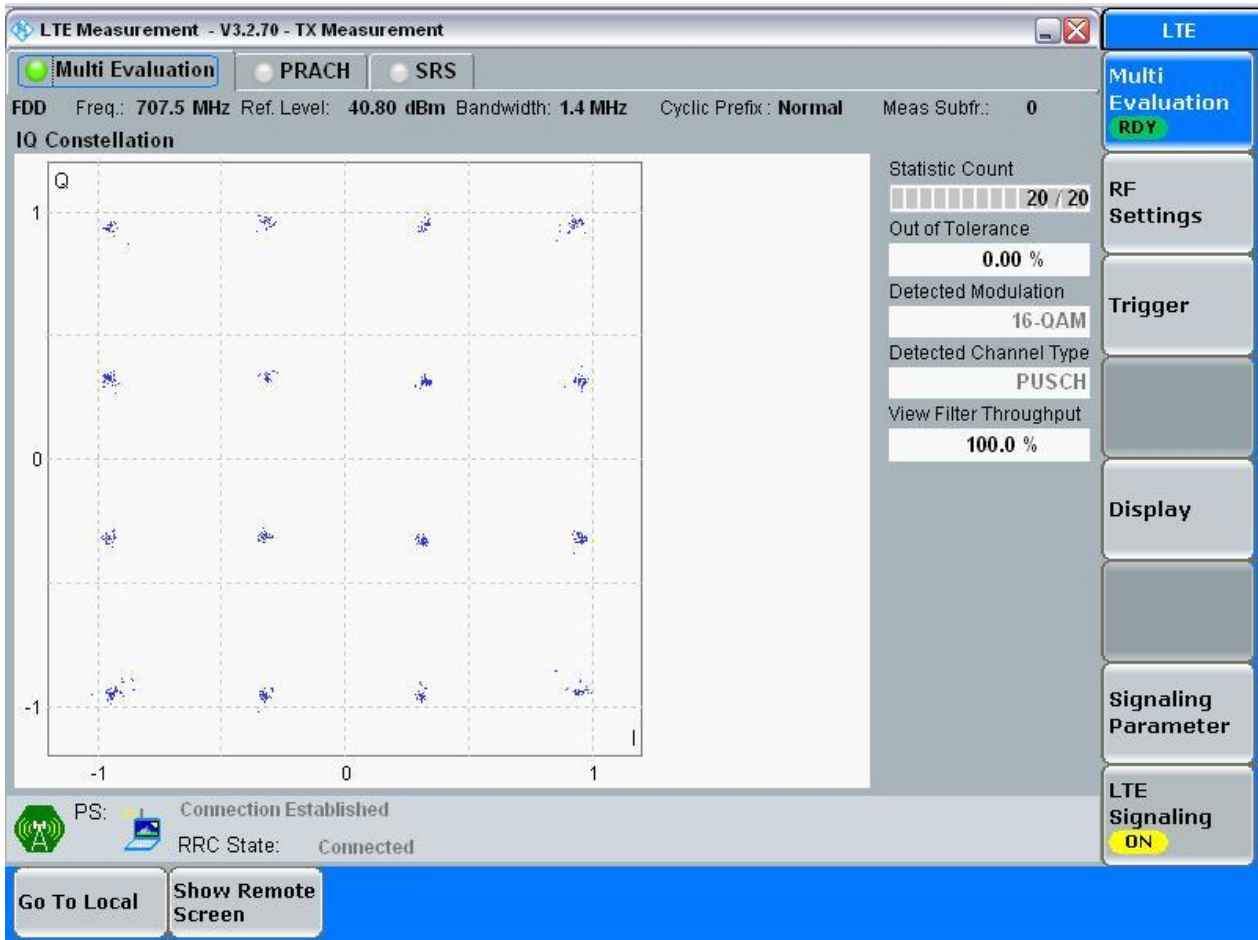 LTE Measurement - V3.2.70 - TX Measurement
LTE
Multi Evaluation PRACH SRS
FDD Freq.: 707.5 MHz Ref. Level: 40.80 dBm Bandwidth: 1.4 MHz Cyclic Prefix : Normal Meas Subfr.: 0
IQ Constellation
Q
1
0
-1
I
-1 0 1
Statistic Count
20 / 20
Out of Tolerance
0.00 %
Detected Modulation
16-QAM
Detected Channel Type
PUSCH
View Filter Throughput
100.0 %
Multi
Evaluation
RDY
RF
Settings
Trigger
Display
Signaling
Parameter
LTE
Signaling
ON
PS: Connection Established
RRC State: Connected
Go To Local
Show Remote
Screen